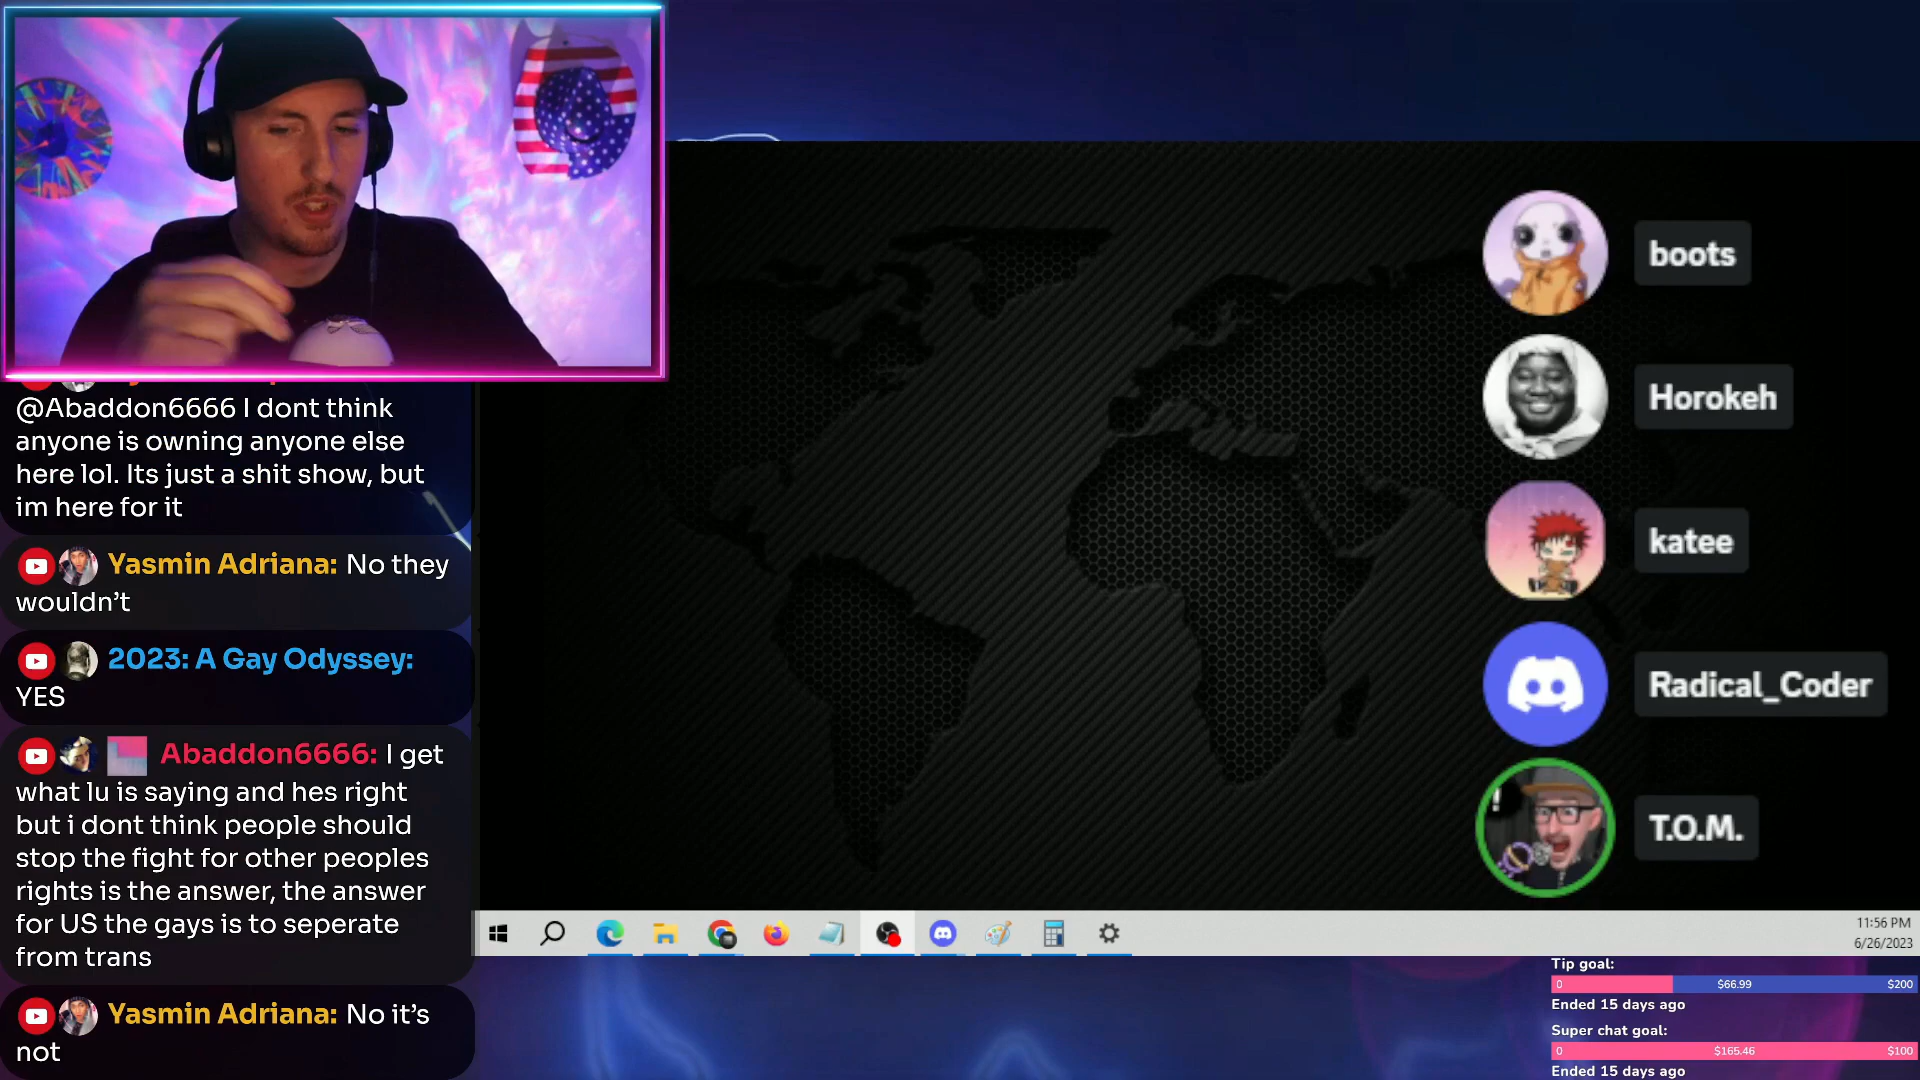 @Abaddon6666 I dont think
anyone is owning anyone else
here lol. Its just a shit show, but
im here for it
Yasmin Adriana: No they
wouldn't
2023: A Gay Odyssey:
YES
Abaddon6666: I get
what lu is saying and hes right
but i dont think people should
stop the fight for other peoples
rights is the answer, the answer
for US the gays is to seperate
from trans
Yasmin Adriana: No it's
not
boots
Horokeh
katee
Radical_Coder
T.O.M.
11:56 PM
6/26/2023
Tip goal:
0 $66.99 $200
Ended 15 days ago
Super chat goal:
0 $165.46 $100
Ended 15 days ago